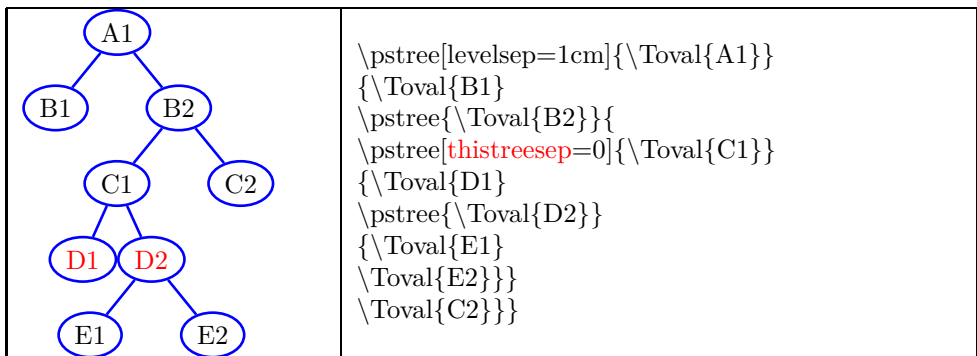 A1
B1 B2
C1 C2
D1 D2
E1 E2
\pstree[levelsep=1cm]{\Toval{A1}}
{\Toval{B1}
\pstree{\Toval{B2}}{
\pstree[thistreesep=0]{\Toval{C1}}
{\Toval{D1}
\pstree{\Toval{D2}}
{\Toval{E1}
\Toval{E2}}}
\Toval{C2}}}